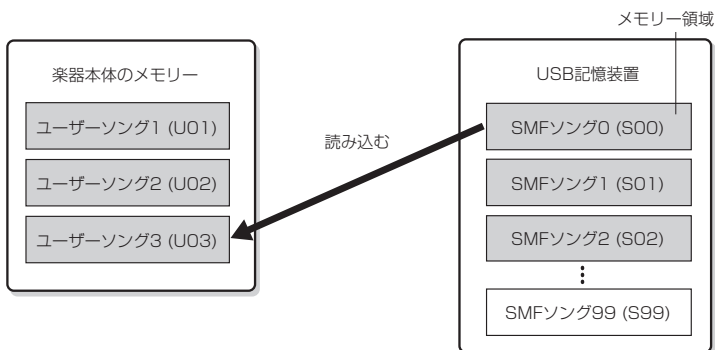 メモリー領域
楽器本体のメモリー
ユーザーソング1 (U01)
ユーザーソング2 (U02)
ユーザーソング3 (U03)
読み込む
USB記憶装置
SMFソング0 (S00)
SMFソング1 (S01)
SMFソング2 (S02)
SMFソング99 (S99)